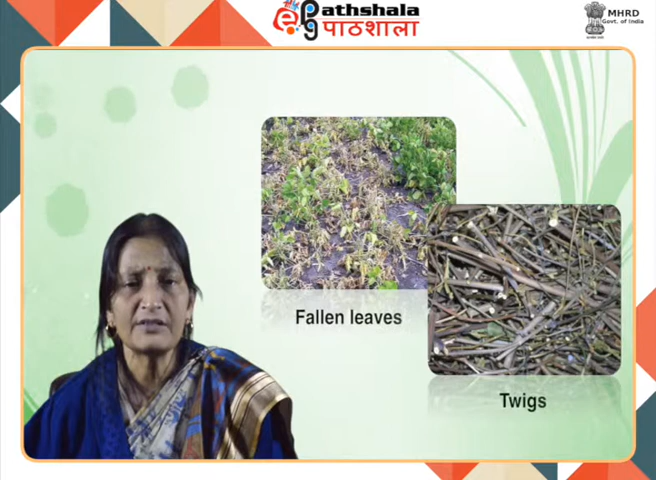 e Pathshala
पाठशाला
MHRD
Govt. of India
Fallen leaves
Twigs